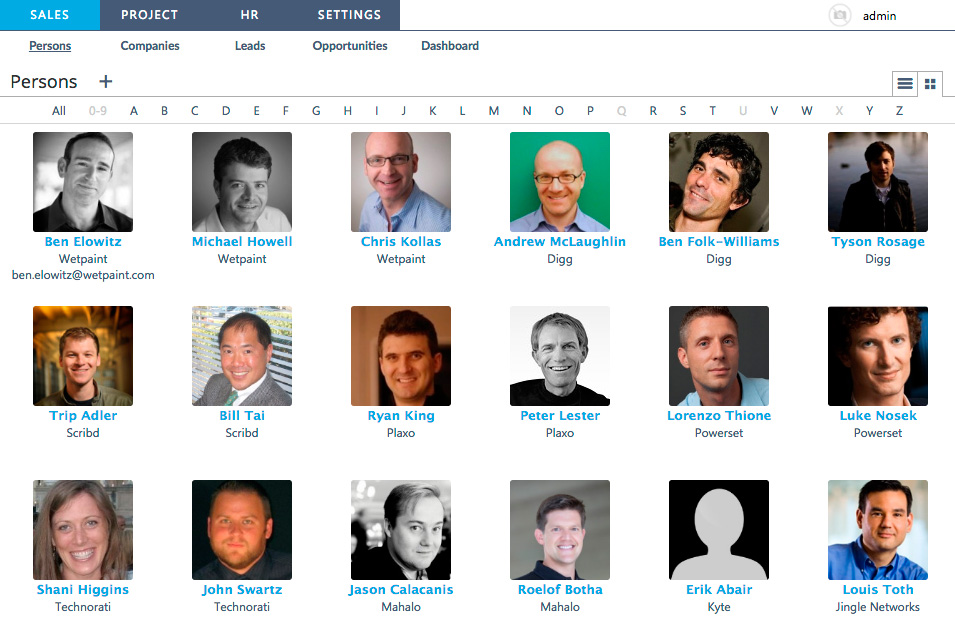 SALES PROJECT HR SETTINGS admin
Persons Companies Leads Opportunities Dashboard
Persons +
All 0-9 A B C D E F G H I J K L M N O P Q R S T U V W X Y Z
Ben Elowitz Michael Howell Chris Kollas Andrew McLaughlin Ben Folk-Williams Tyson Rosage
Wetpaint Wetpaint Wetpaint Digg Digg Digg
ben.elowitz@wetpaint.com
Trip Adler Bill Tai Ryan King Peter Lester Lorenzo Thione Luke Nosek
Scribd Scribd Plaxo Plaxo Powerset Powerset
Shani Higgins John Swartz Jason Calacanis Roelof Botha Erik Abair Louis Toth
Technorati Technorati Mahalo Mahalo Kyte Jingle Networks